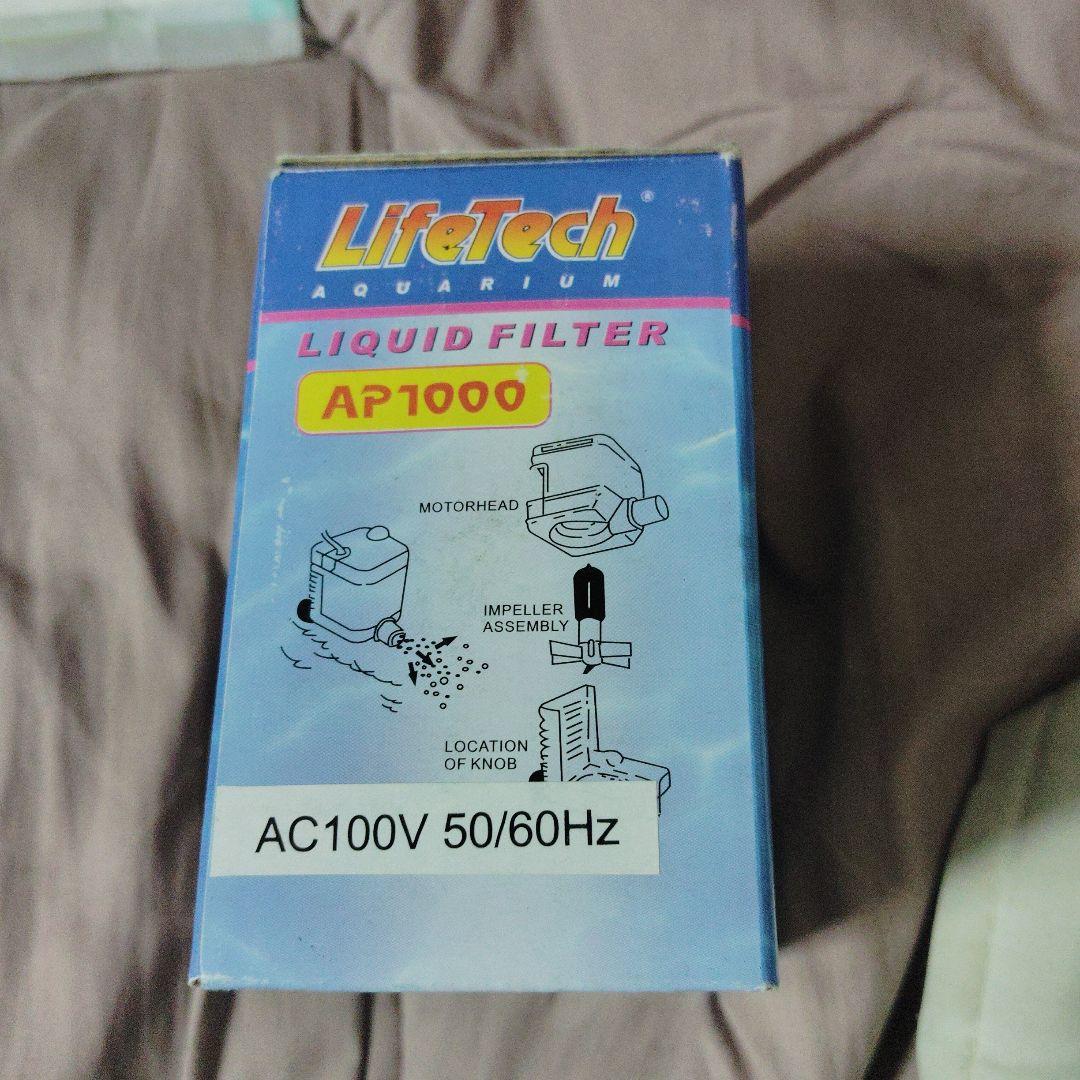 LifeTech®
AQUARIUM
LIQUID FILTER
AP1000
MOTORHEAD
IMPELLER
ASSEMBLY
LOCATION
OF KNOB
AC100V 50/60Hz